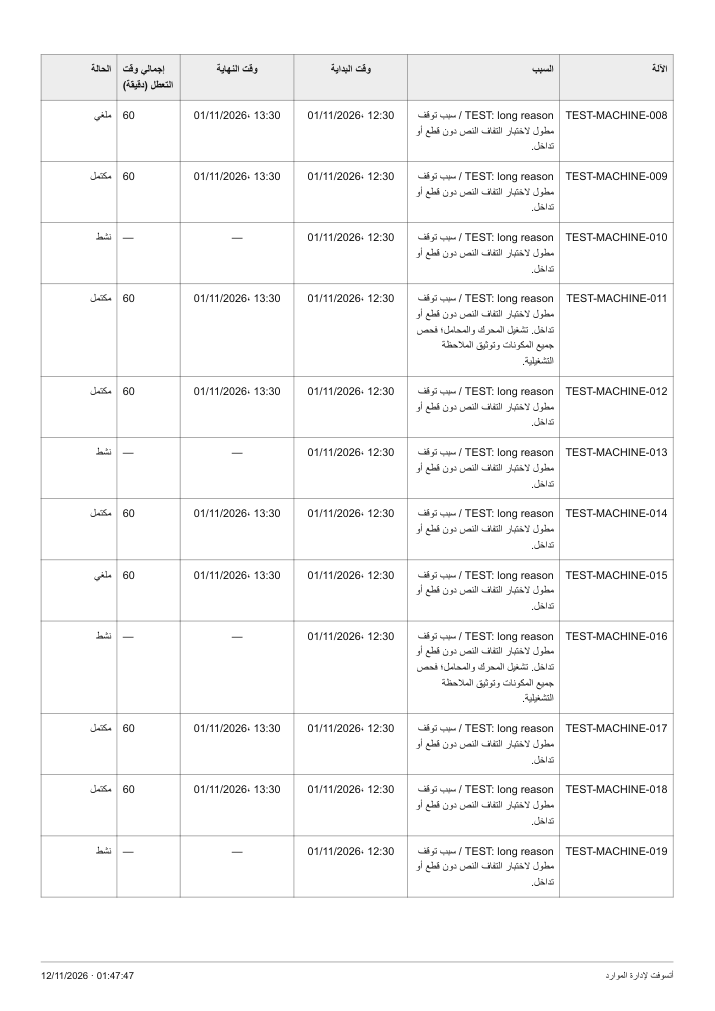 الآلة	السبب	وقت البداية	وقت النهاية	إجمالي وقت التعطل (دقيقة)	الحالة
TEST-MACHINE-008	TEST: long reason / سبب توقف	01/11/2026، 12:30	01/11/2026، 13:30	60	ملغي
مطول لاختبار التفاف النص دون قطع أو
تداخل.
TEST-MACHINE-009	TEST: long reason / سبب توقف	01/11/2026، 12:30	01/11/2026، 13:30	60	مكتمل
مطول لاختبار التفاف النص دون قطع أو
تداخل.
TEST-MACHINE-010	TEST: long reason / سبب توقف	01/11/2026، 12:30	—	—	نشط
مطول لاختبار التفاف النص دون قطع أو
تداخل.
TEST-MACHINE-011	TEST: long reason / سبب توقف	01/11/2026، 12:30	01/11/2026، 13:30	60	مكتمل
مطول لاختبار التفاف النص دون قطع أو
تداخل. تشغيل المحرك والمحامل؛ فحص
جميع المكونات وتوثيق الملاحظة
التشغيلية.
TEST-MACHINE-012	TEST: long reason / سبب توقف	01/11/2026، 12:30	01/11/2026، 13:30	60	مكتمل
مطول لاختبار التفاف النص دون قطع أو
تداخل.
TEST-MACHINE-013	TEST: long reason / سبب توقف	01/11/2026، 12:30	—	—	نشط
مطول لاختبار التفاف النص دون قطع أو
تداخل.
TEST-MACHINE-014	TEST: long reason / سبب توقف	01/11/2026، 12:30	01/11/2026، 13:30	60	مكتمل
مطول لاختبار التفاف النص دون قطع أو
تداخل.
TEST-MACHINE-015	TEST: long reason / سبب توقف	01/11/2026، 12:30	01/11/2026، 13:30	60	ملغي
مطول لاختبار التفاف النص دون قطع أو
تداخل.
TEST-MACHINE-016	TEST: long reason / سبب توقف	01/11/2026، 12:30	—	—	نشط
مطول لاختبار التفاف النص دون قطع أو
تداخل. تشغيل المحرك والمحامل؛ فحص
جميع المكونات وتوثيق الملاحظة
التشغيلية.
TEST-MACHINE-017	TEST: long reason / سبب توقف	01/11/2026، 12:30	01/11/2026، 13:30	60	مكتمل
مطول لاختبار التفاف النص دون قطع أو
تداخل.
TEST-MACHINE-018	TEST: long reason / سبب توقف	01/11/2026، 12:30	01/11/2026، 13:30	60	مكتمل
مطول لاختبار التفاف النص دون قطع أو
تداخل.
TEST-MACHINE-019	TEST: long reason / سبب توقف	01/11/2026، 12:30	—	—	نشط
مطول لاختبار التفاف النص دون قطع أو
تداخل.
أتسوفت لإدارة الموارد	12/11/2026 · 01:47:47